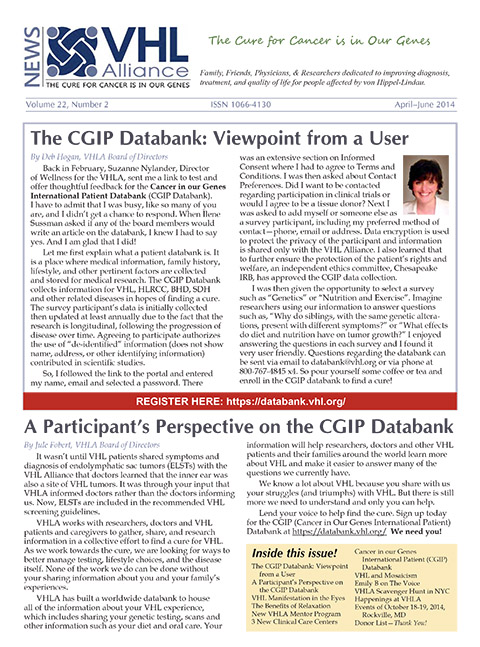 NEWS
VHL
Alliance
THE CURE FOR CANCER IS IN OUR GENES
The Cure for Cancer is in Our Genes
Family, Friends, Physicians, & Researchers dedicated to improving diagnosis,
treatment, and quality of life for people affected by von Hippel-Lindau.
Volume 22, Number 2 ISSN 1066-4130 April–June 2014
The CGIP Databank: Viewpoint from a User
By Deb Hogan, VHLA Board of Directors
Back in February, Suzanne Nylander, Director
of Wellness for the VHLA, sent me a link to test and
offer thoughtful feedback for the Cancer in our Genes
International Patient Databank (CGIP Databank).
I have to admit that I was busy, like so many of you
are, and I didn't get a chance to respond. When Ilene
Sussman asked if any of the board members would
write an article on the databank, I knew I had to say
yes. And I am glad that I did!
Let me first explain what a patient databank is. It
is a place where medical information, family history,
lifestyle, and other pertinent factors are collected
and stored for medical research. The CGIP Databank
collects information for VHL, HLRCC, BHD, SDH
and other related diseases in hopes of finding a cure.
The survey participant's data is initially collected
then updated at least annually due to the fact that the
research is longitudinal, following the progression of
disease over time. Agreeing to participate authorizes
the use of "de-identified" information (does not show
name, address, or other identifying information)
contributed in scientific studies.
So, I followed the link to the portal and entered
my name, email and selected a password. There
was an extensive section on Informed
Consent where I had to agree to Terms and
Conditions. I was then asked about Contact
Preferences. Did I want to be contacted
regarding participation in clinical trials or
would I agree to be a tissue donor? Next I
was asked to add myself or someone else as
a survey participant, including my preferred method of
contact—phone, email or address. Data encryption is used
to protect the privacy of the participant and information
is shared only with the VHL Alliance. I also learned that
to further ensure the protection of the patient's rights and
welfare, an independent ethics committee, Chesapeake
IRB, has approved the CGIP data collection.
I was then given the opportunity to select a survey
such as "Genetics" or "Nutrition and Exercise". Imagine
researchers using our information to answer questions
such as, "Why do siblings, with the same genetic altera-
tions, present with different symptoms?" or "What effects
do diet and nutrition have on tumor growth?" I enjoyed
answering the questions in each survey and I found it
very user friendly. Questions regarding the databank can
be sent via email to databank@vhl.org or via phone at
800-767-4845 x4. So pour yourself some coffee or tea and
enroll in the CGIP databank to find a cure!
REGISTER HERE: https://databank.vhl.org/
A Participant's Perspective on the CGIP Databank
By Jule Fobert, VHLA Board of Directors
It wasn't until VHL patients shared symptoms and
diagnosis of endolymphatic sac tumors (ELSTs) with the
VHL Alliance that doctors learned that the inner ear was
also a site of VHL tumors. It was through your input that
VHLA informed doctors rather than the doctors informing
us. Now, ELSTs are included in the recommended VHL
screening guidelines.
VHLA works with researchers, doctors and VHL
patients and caregivers to gather, share, and research
information in a collective effort to find a cure for VHL.
As we work towards the cure, we are looking for ways to
better manage testing, lifestyle choices, and the disease
itself. None of the work we do can be done without
your sharing information about you and your family's
experiences.
VHLA has built a worldwide databank to house
all of the information about your VHL experience,
which includes sharing your genetic testing, scans and
other information such as your diet and oral care. Your
information will help researchers, doctors and other VHL
patients and their families around the world learn more
about VHL and make it easier to answer many of the
questions we currently have.
We know a lot about VHL because you share with us
your struggles (and triumphs) with VHL. But there is still
more we need to understand and only you can help.
Lend your voice to help find the cure. Sign up today
for the CGIP (Cancer in Our Genes International Patient)
Databank at https://databank.vhl.org/ We need you!
Inside this issue!
The CGIP Databank: Viewpoint
from a User
A Participant's Perspective on
the CGIP Databank
VHL Manifestation in the Eyes
The Benefits of Relaxation
New VHLA Mentor Program
3 New Clinical Care Centers
Cancer in our Genes
International Patient (CGIP)
Databank
VHL and Mosaicism
Emily B on The Voice
VHLA Scavenger Hunt in NYC
Happenings at VHLA
Events of October 18-19, 2014,
Rockville, MD
Donor List—Thank You!